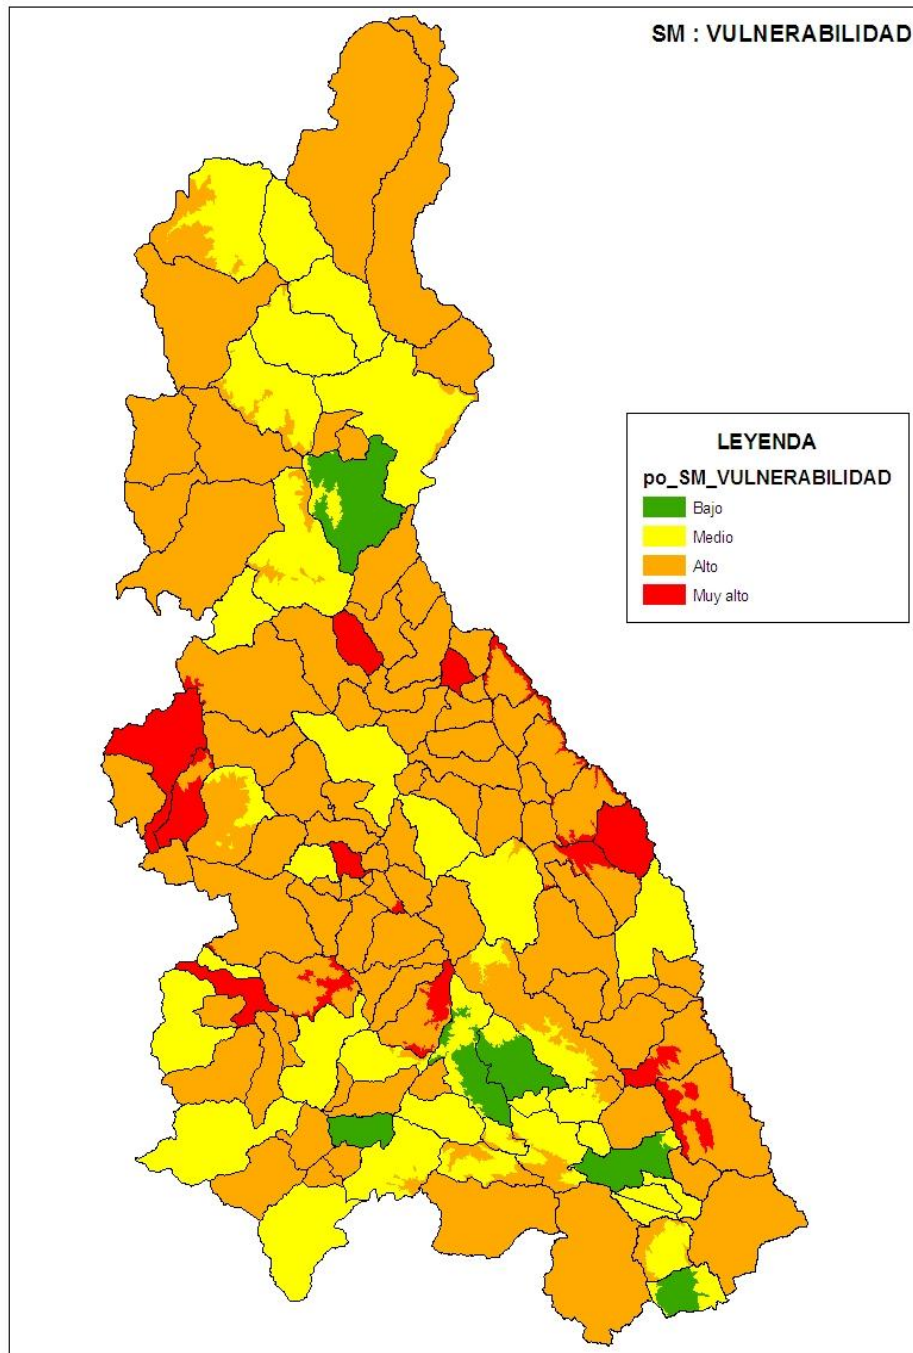 SM : VULNERABILIDAD
LEYENDA
po_SM_VULNERABILIDAD
Bajo
Medio
Alto
Muy alto